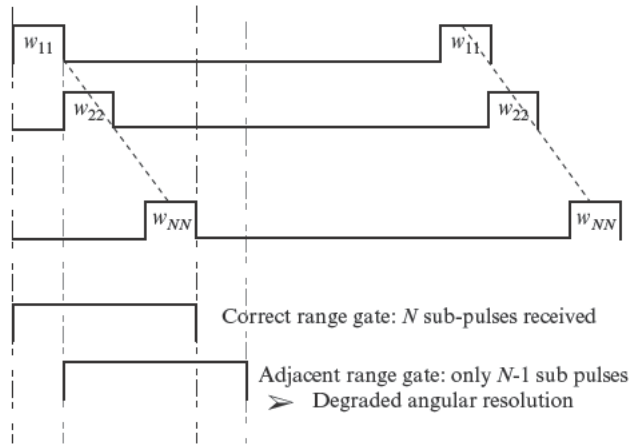 w11 w11
w22 w22
wNN wNN
Correct range gate: N sub-pulses received
Adjacent range gate: only N-1 sub pulses
➢ Degraded angular resolution